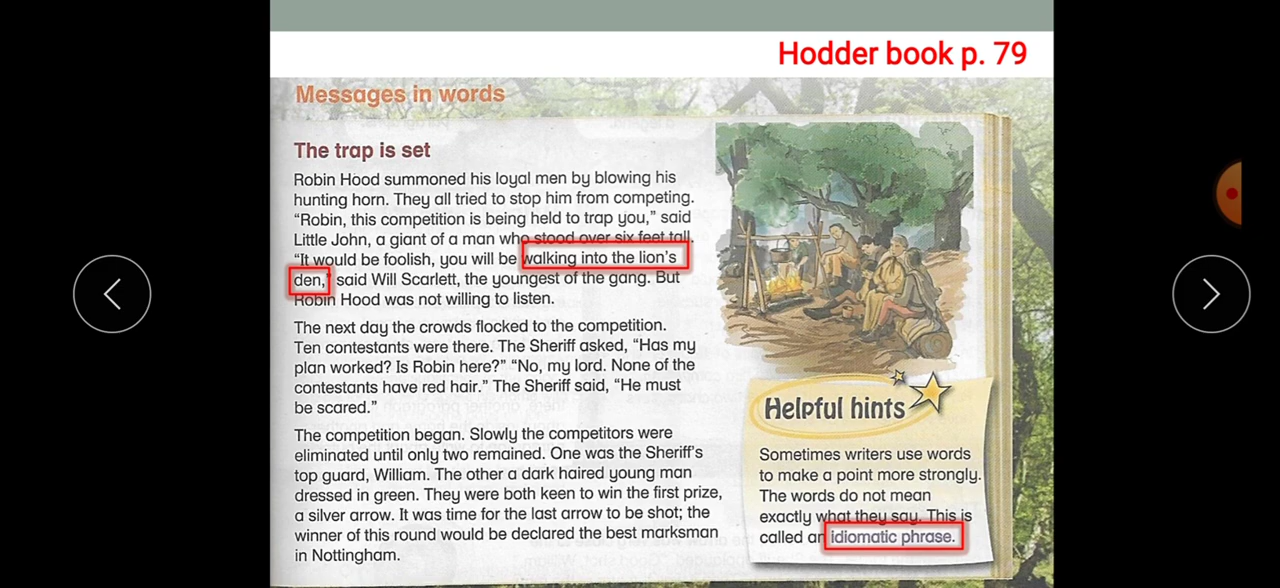 Hodder book p. 79
Messages in words
The trap is set
Robin Hood summoned his loyal men by blowing his
hunting horn. They all tried to stop him from competing.
“Robin, this competition is being held to trap you,” said
Little John, a giant of a man who stood over six feet tall.
“It would be foolish, you will be walking into the lion’s
den,” said Will Scarlett, the youngest of the gang. But
Robin Hood was not willing to listen.
The next day the crowds flocked to the competition.
Ten contestants were there. The Sheriff asked, “Has my
plan worked? Is Robin here?” “No, my lord. None of the
contestants have red hair.” The Sheriff said, “He must
be scared.”
The competition began. Slowly the competitors were
eliminated until only two remained. One was the Sheriff’s
top guard, William. The other a dark haired young man
dressed in green. They were both keen to win the first prize,
a silver arrow. It was time for the last arrow to be shot; the
winner of this round would be declared the best marksman
in Nottingham.
Helpful hints
Sometimes writers use words
to make a point more strongly.
The words do not mean
exactly what they say. This is
called an idiomatic phrase.